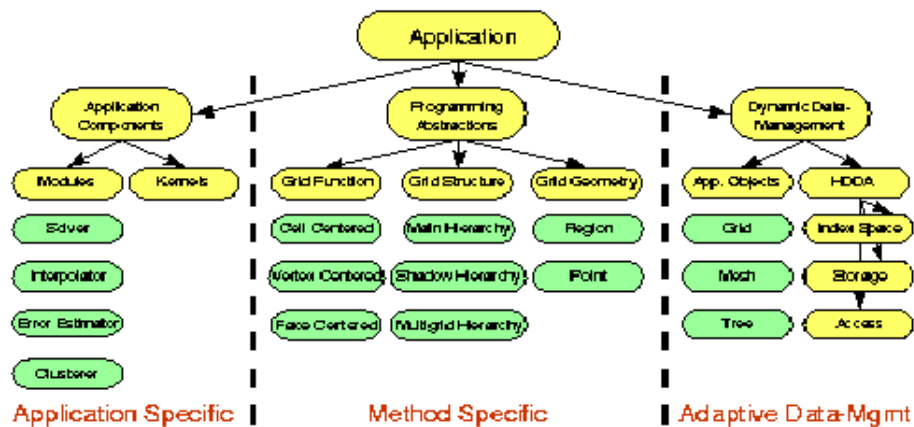 Application
Application
Components
Programming
Abstractions
Dynamic Data-
Management
Modules
Kernels
Grid Function
Grid Structure
Grid Geometry
App. Objects
HDDA
Solver
Cell Centered
Main Hierarchy
Region
Grid
Index Space
Interpolator
Vertex Centered
Shadow Hierarchy
Point
Mesh
Storage
Error Estimator
Face Centered
Multigrid Hierarchy
Tree
Access
Clusterer
Application Specific
Method Specific
Adaptive Data-Mgmt